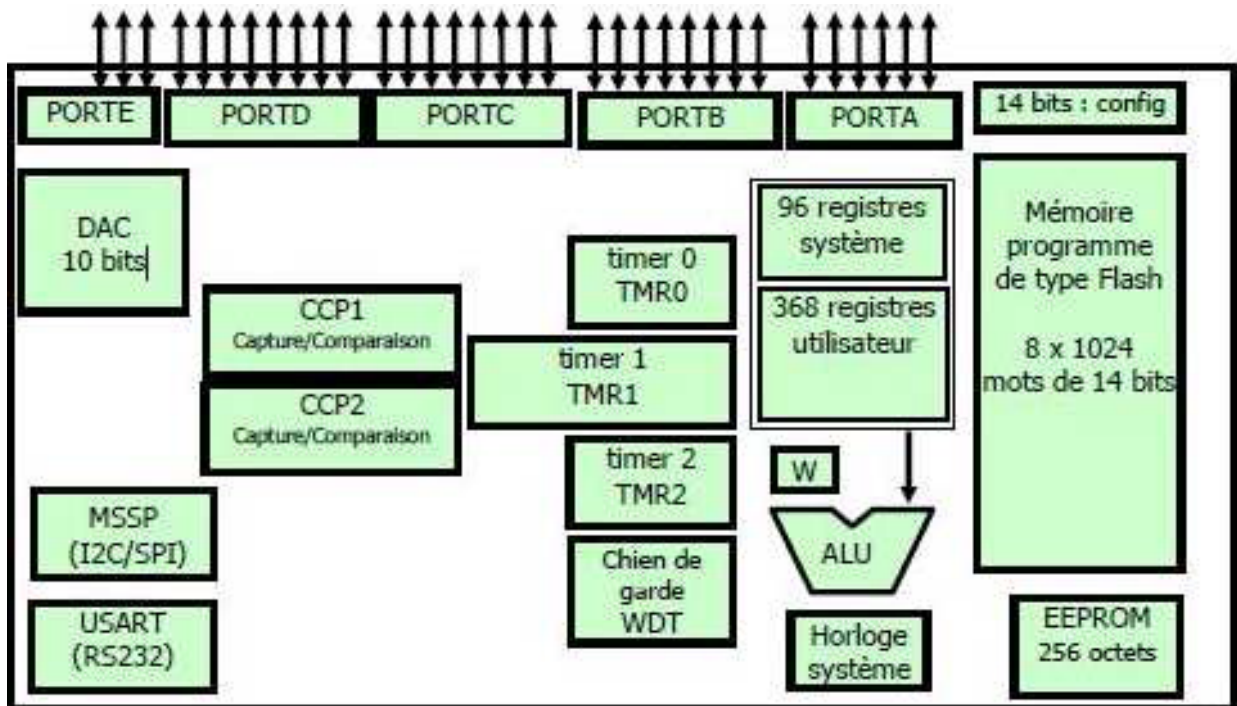 PORTE
PORTD
PORTC
PORTB
PORTA
14 bits : config
DAC
10 bits
CCP1
Capture/Comparaison
CCP2
Capture/Comparaison
MSSP
(I2C/SPI)
USART
(RS232)
timer 0
TMR0
timer 1
TMR1
timer 2
TMR2
Chien de
garde
WDT
96 registres
système
368 registres
utilisateur
W
ALU
Horloge
système
Mémoire
programme
de type Flash
8 x 1024
mots de 14 bits
EEPROM
256 octets